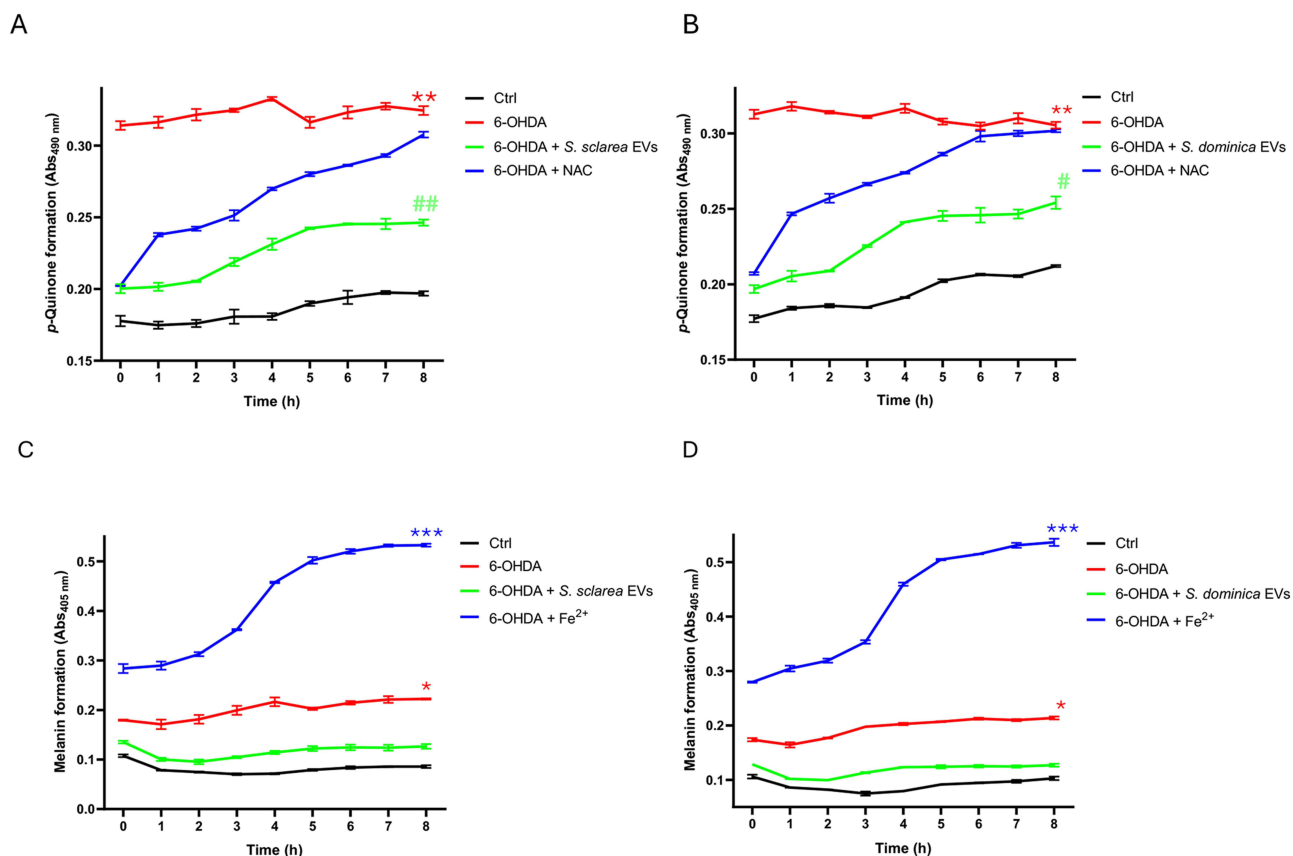 A
p-Quinone formation (Abs490 nm)
0.30
0.25
0.20
0.15
0 1 2 3 4 5 6 7 8
Time (h)
**
##
Ctrl
6-OHDA
6-OHDA + S. sclarea EVs
6-OHDA + NAC
B
p-Quinone formation (Abs490 nm)
0.30
0.25
0.20
0.15
0 1 2 3 4 5 6 7 8
Time (h)
**
#
Ctrl
6-OHDA
6-OHDA + S. dominica EVs
6-OHDA + NAC
C
Melanin formation (Abs405 nm)
0.5
0.4
0.3
0.2
0.1
0.0
0 1 2 3 4 5 6 7 8
Time (h)
***
*
Ctrl
6-OHDA
6-OHDA + S. sclarea EVs
6-OHDA + Fe2+
D
Melanin formation (Abs405 nm)
0.5
0.4
0.3
0.2
0.1
0 1 2 3 4 5 6 7 8
Time (h)
***
*
Ctrl
6-OHDA
6-OHDA + S. dominica EVs
6-OHDA + Fe2+